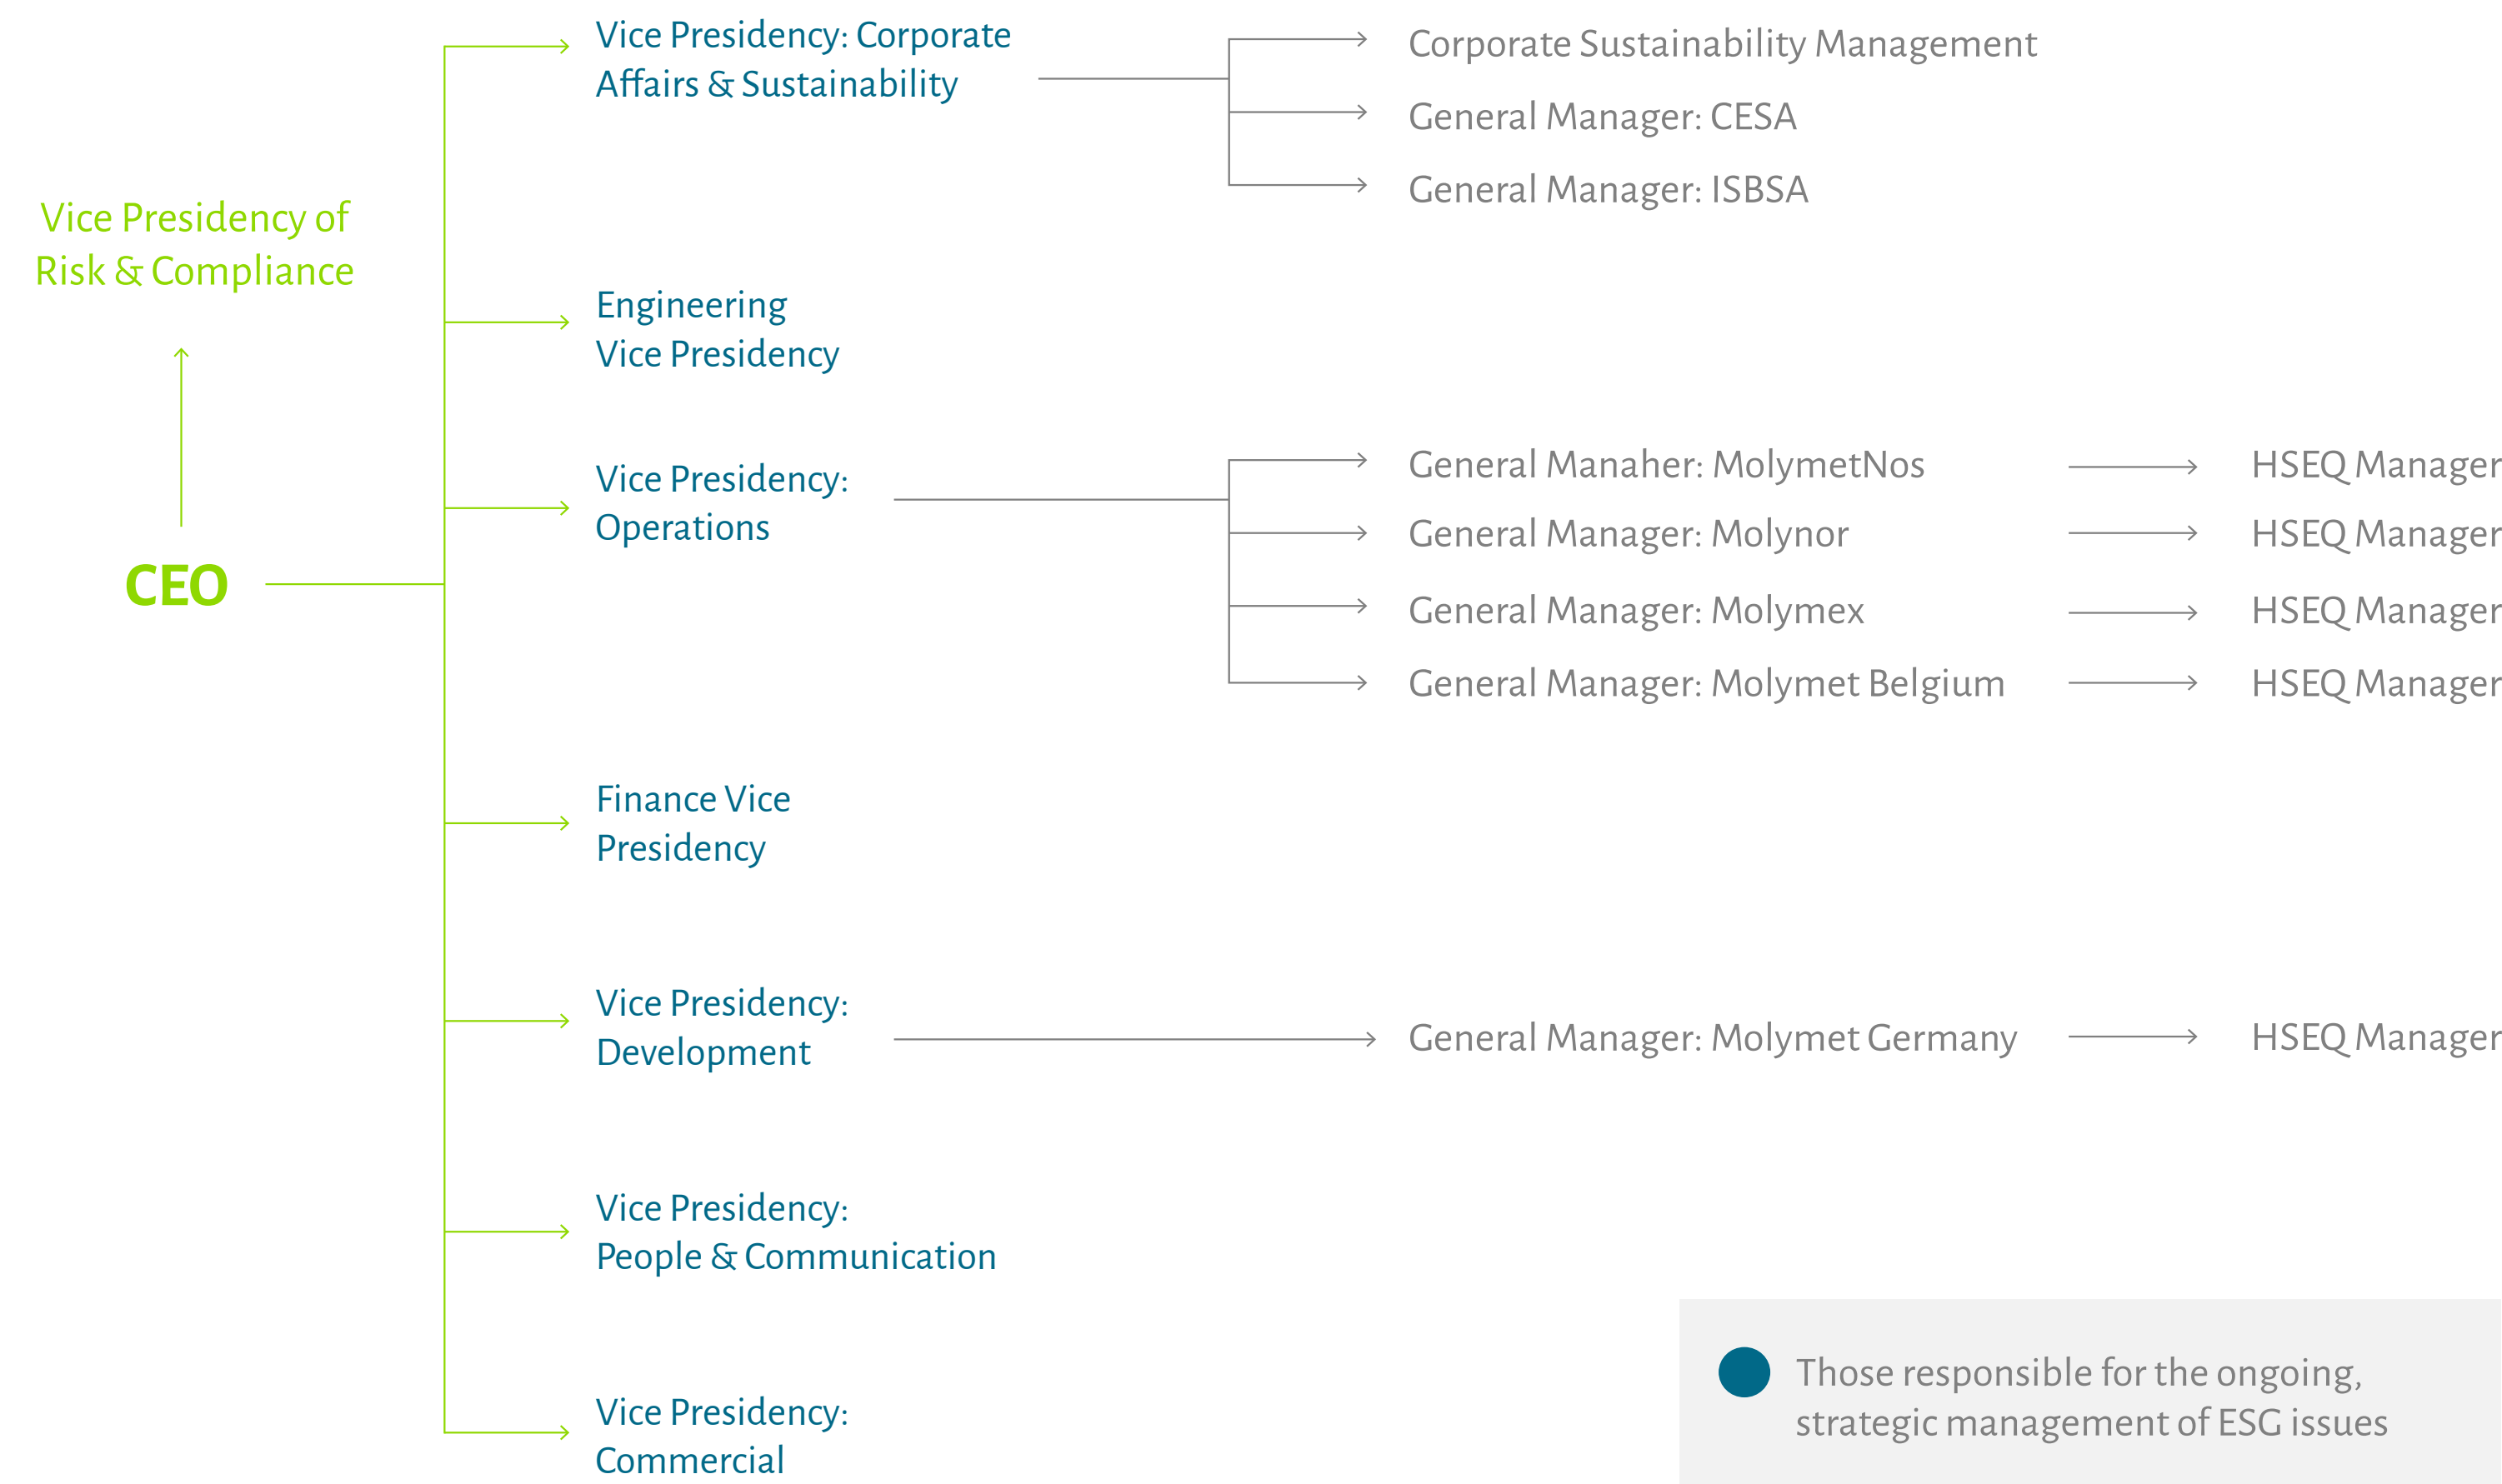 Vice Presidency of
Risk & Compliance
CEO
Vice Presidency: Corporate
Affairs & Sustainability
Corporate Sustainability Management
General Manager: CESA
General Manager: ISBSA
Engineering
Vice Presidency
Vice Presidency:
Operations
General Manaher: MolymetNos
HSEQ Manager
General Manager: Molynor
HSEQ Manager
General Manager: Molymex
HSEQ Manager
General Manager: Molymet Belgium
HSEQ Manager
Finance Vice
Presidency
Vice Presidency:
Development
General Manager: Molymet Germany
HSEQ Manager
Vice Presidency:
People & Communication
Vice Presidency:
Commercial
Those responsible for the ongoing,
strategic management of ESG issues